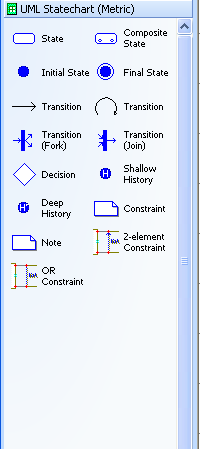 UML Statechart (Metric)
State
Composite
State
Initial State
Final State
Transition
Transition
Transition
(Fork)
Transition
(Join)
Decision
Shallow
History
Deep
History
Constraint
Note
2-element
Constraint
OR
Constraint